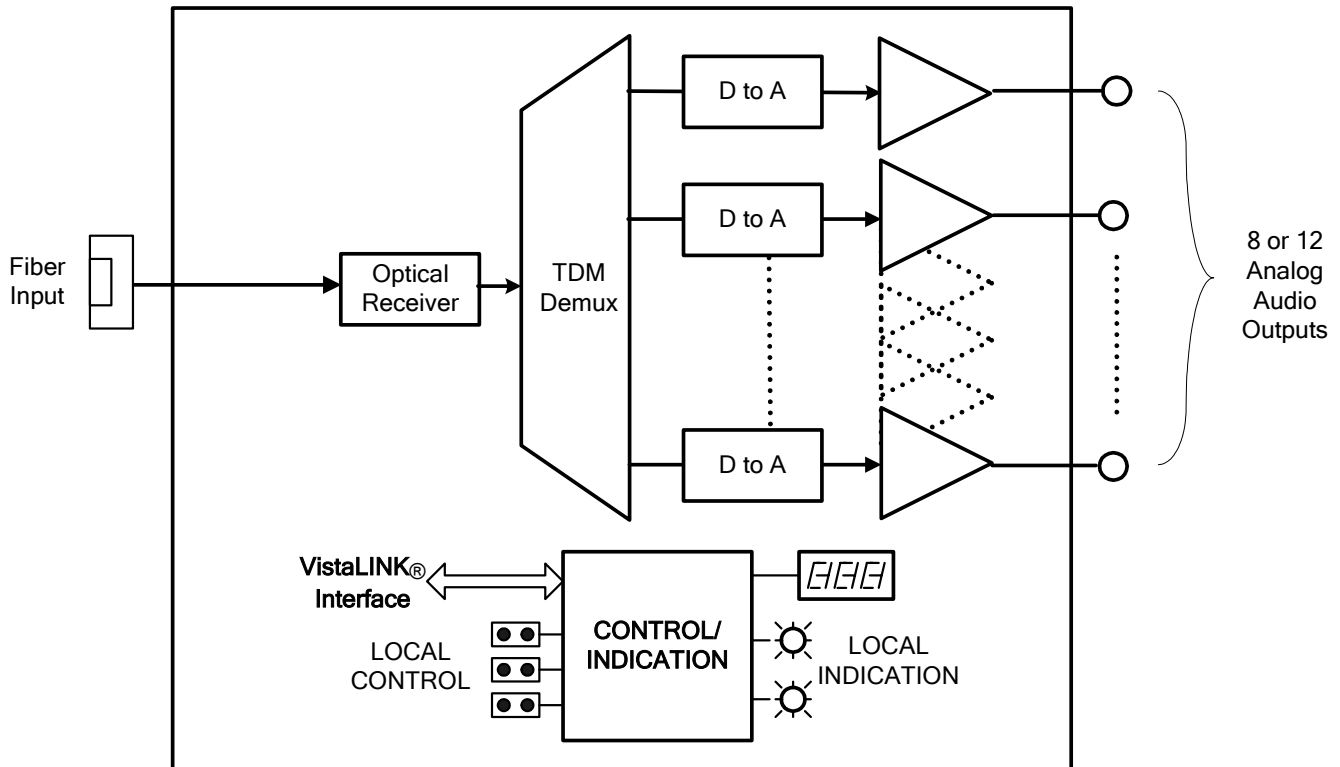 D to A
D to A
Fiber
Input
Optical
Receiver
TDM
Demux
8 or 12
Analog
Audio
Outputs
D to A
VistaLINK®
Interface
CONTROL/
INDICATION
LOCAL
CONTROL
LOCAL
INDICATION